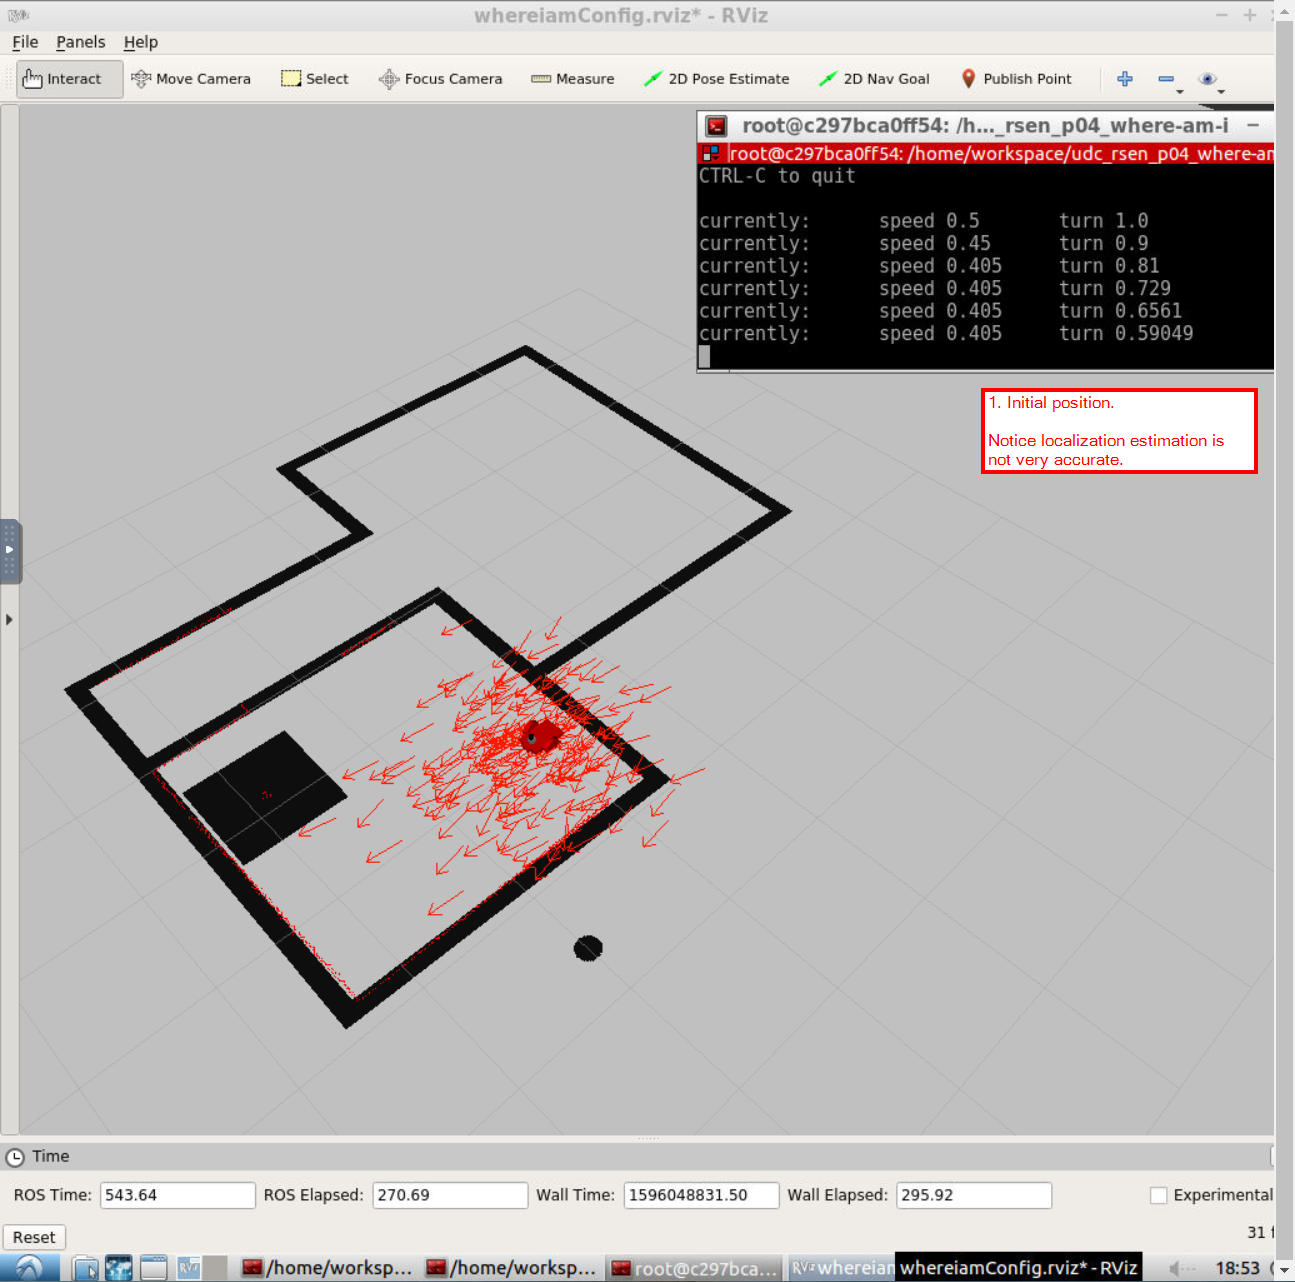 whereiamConfig.rviz* - RViz
File Panels Help
Interact Move Camera Select Focus Camera Measure 2D Pose Estimate 2D Nav Goal Publish Point
root@c297bca0ff54: /h..._rsen_p04_where-am-i
root@c297bca0ff54: /home/workspace/udc_rsen_p04_where-am
CTRL-C to quit
currently: speed 0.5 turn 1.0
currently: speed 0.45 turn 0.9
currently: speed 0.405 turn 0.81
currently: speed 0.405 turn 0.729
currently: speed 0.405 turn 0.6561
currently: speed 0.405 turn 0.59049
1. Initial position.
Notice localization estimation is
not very accurate.
Time
ROS Time: 543.64 ROS Elapsed: 270.69 Wall Time: 1596048831.50 Wall Elapsed: 295.92 Experimental
Reset
31 f
/home/worksp... /home/worksp... root@c297bca... RViz whereiam whereiamConfig.rviz* - RViz 18:53